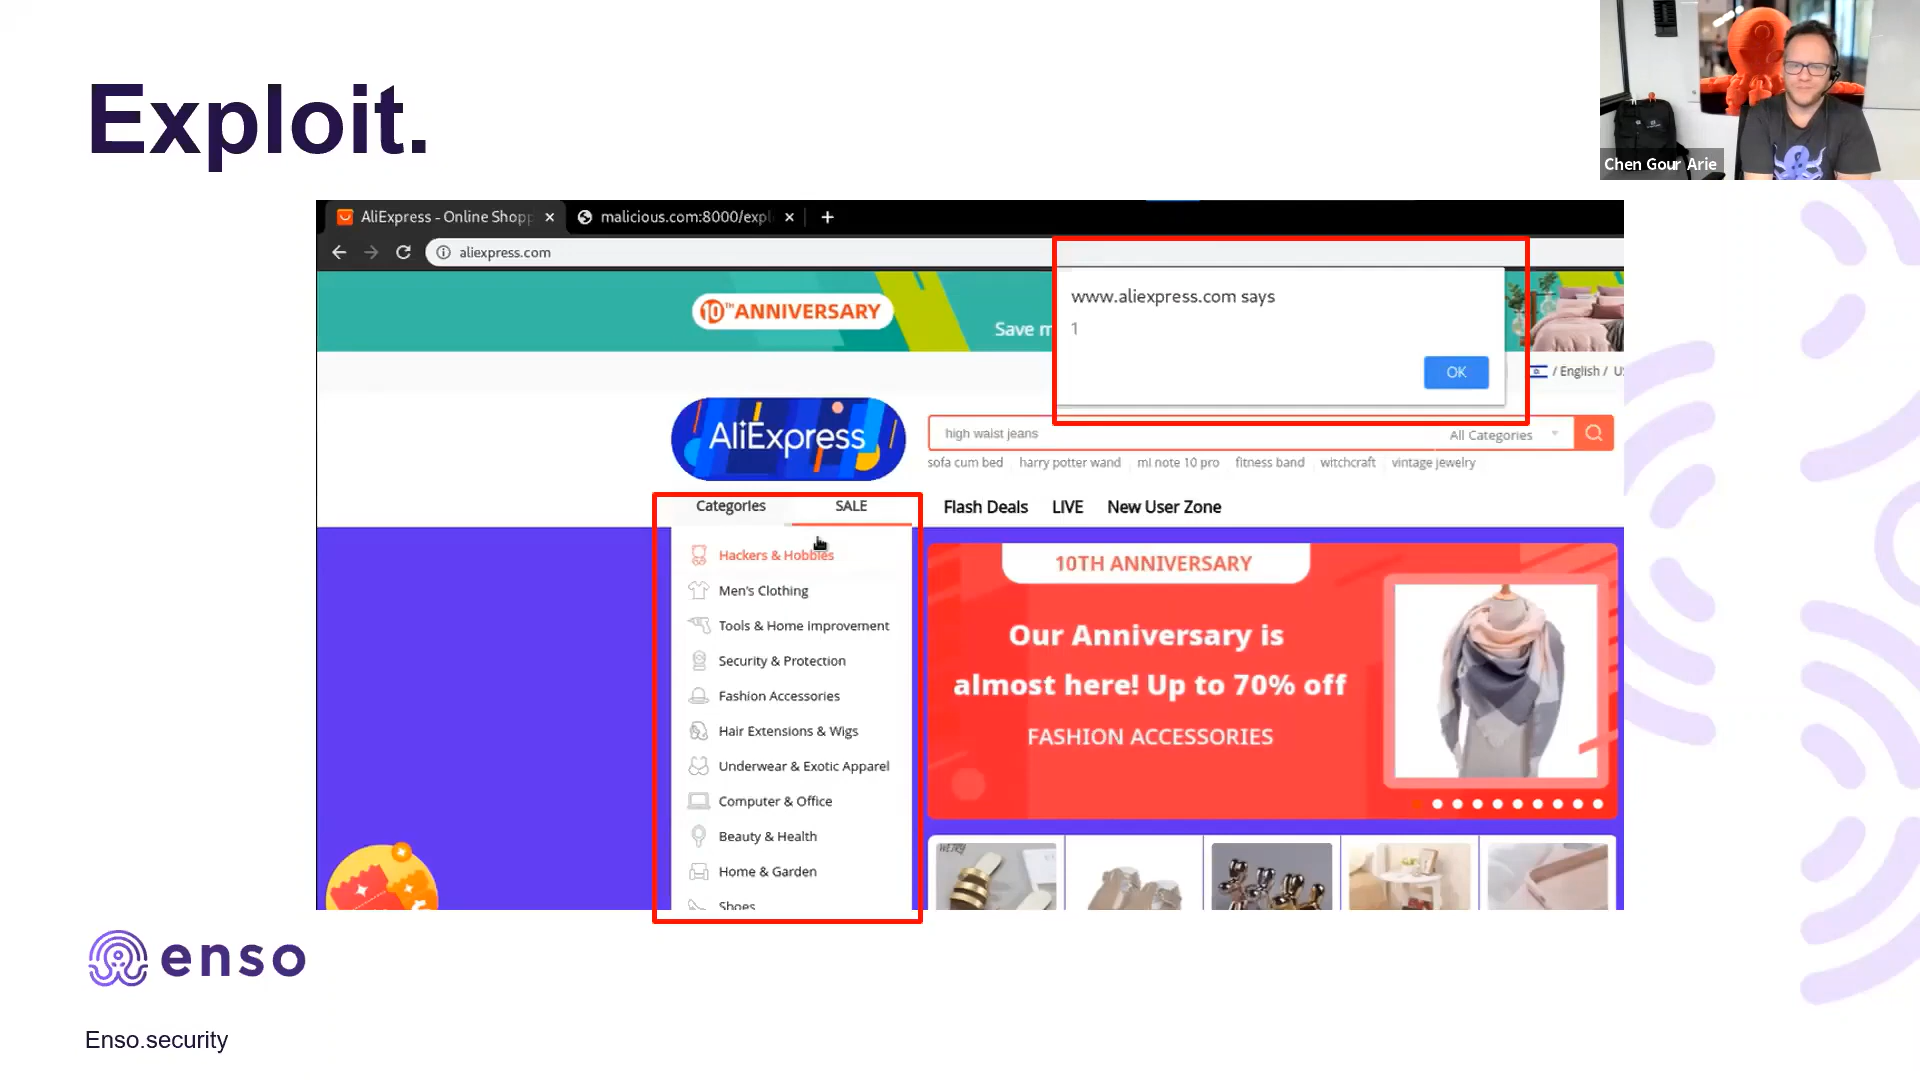 Exploit.
Chen Gour Arie
AliExpress - Online Shopp
malicious.com:8000/expl
aliexpress.com
10TH ANNIVERSARY
Save m
www.aliexpress.com says
1
OK
/ English / US
AliExpress
high waist jeans
All Categories
sofa cum bed harry potter wand mi note 10 pro fitness band witchcraft vintage jewelry
Categories SALE Flash Deals LIVE New User Zone
Hackers & Hobbies
Men's Clothing
Tools & Home improvement
Security & Protection
Fashion Accessories
Hair Extensions & Wigs
Underwear & Exotic Apparel
Computer & Office
Beauty & Health
Home & Garden
Shoes
10TH ANNIVERSARY
Our Anniversary is
almost here! Up to 70% off
FASHION ACCESSORIES
enso
Enso.security